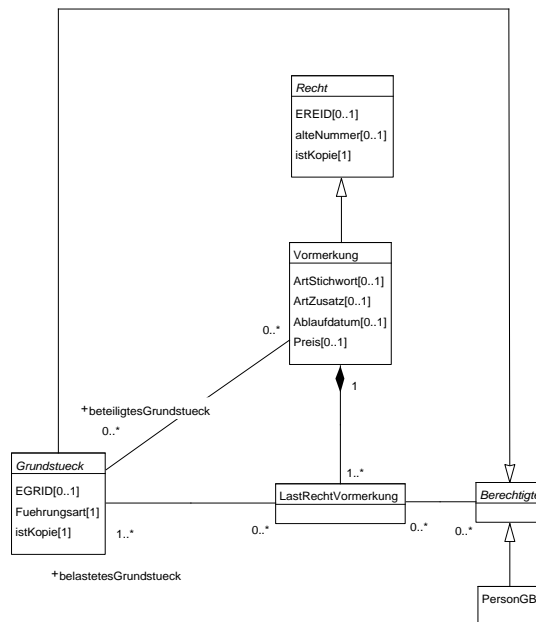 Recht
EREID[0..1]
alteNummer[0..1]
istKopie[1]
Vormerkung
ArtStichwort[0..1]
ArtZusatz[0..1]
Ablaufdatum[0..1]
Preis[0..1]
0..*
1
+beteiligtesGrundstueck
0..*
Grundstueck
EGRID[0..1]
Fuehrungsart[1]
istKopie[1]
1..*
LastRechtVormerkung
Berechtigte
1..*
0..*
0..*
0..*
+belastetesGrundstueck
PersonGB